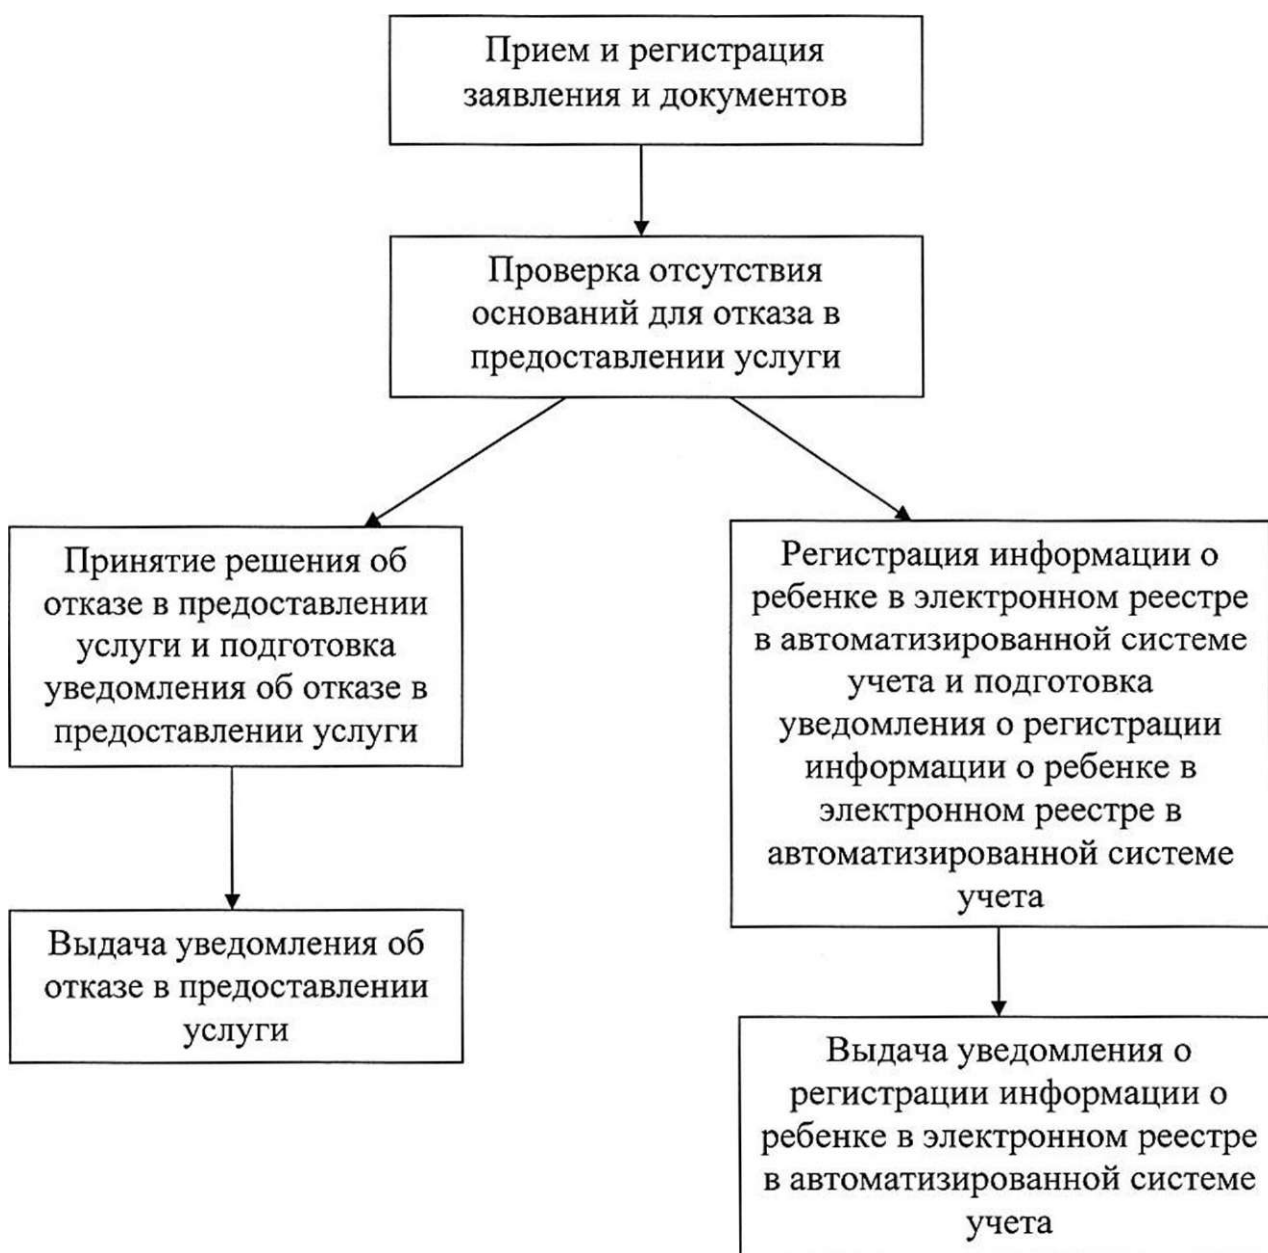 Прием и регистрация
заявления и документов
Проверка отсутствия
оснований для отказа в
предоставлении услуги
Принятие решения об
отказе в предоставлении
услуги и подготовка
уведомления об отказе в
предоставлении услуги
Выдача уведомления об
отказе в предоставлении
услуги
Регистрация информации о
ребенке в электронном реестре
в автоматизированной системе
учета и подготовка
уведомления о регистрации
информации о ребенке в
электронном реестре в
автоматизированной системе
учета
Выдача уведомления о
регистрации информации о
ребенке в электронном реестре
в автоматизированной системе
учета